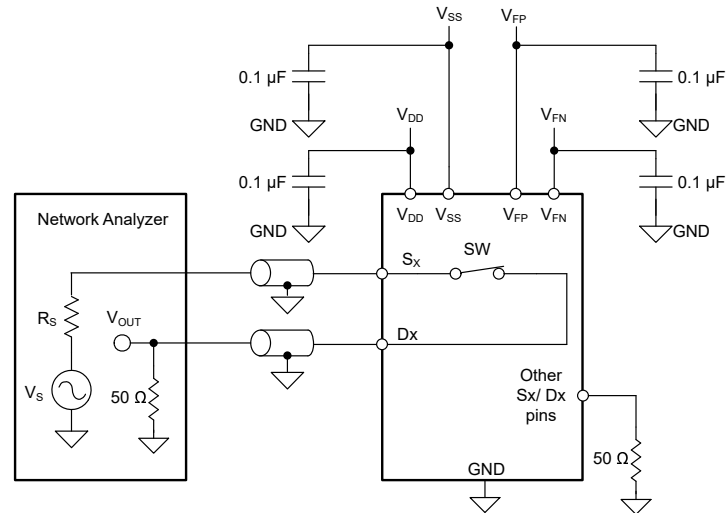 VSS
VFP
0.1 µF
0.1 µF
GND
VDD
VFN
GND
0.1 µF
0.1 µF
GND
VDD
VSS
VFP
VFN
GND
Network Analyzer
SX
SW
RS
VOUT
Dx
VS
50 Ω
Other
Sx/ Dx
pins
GND
50 Ω